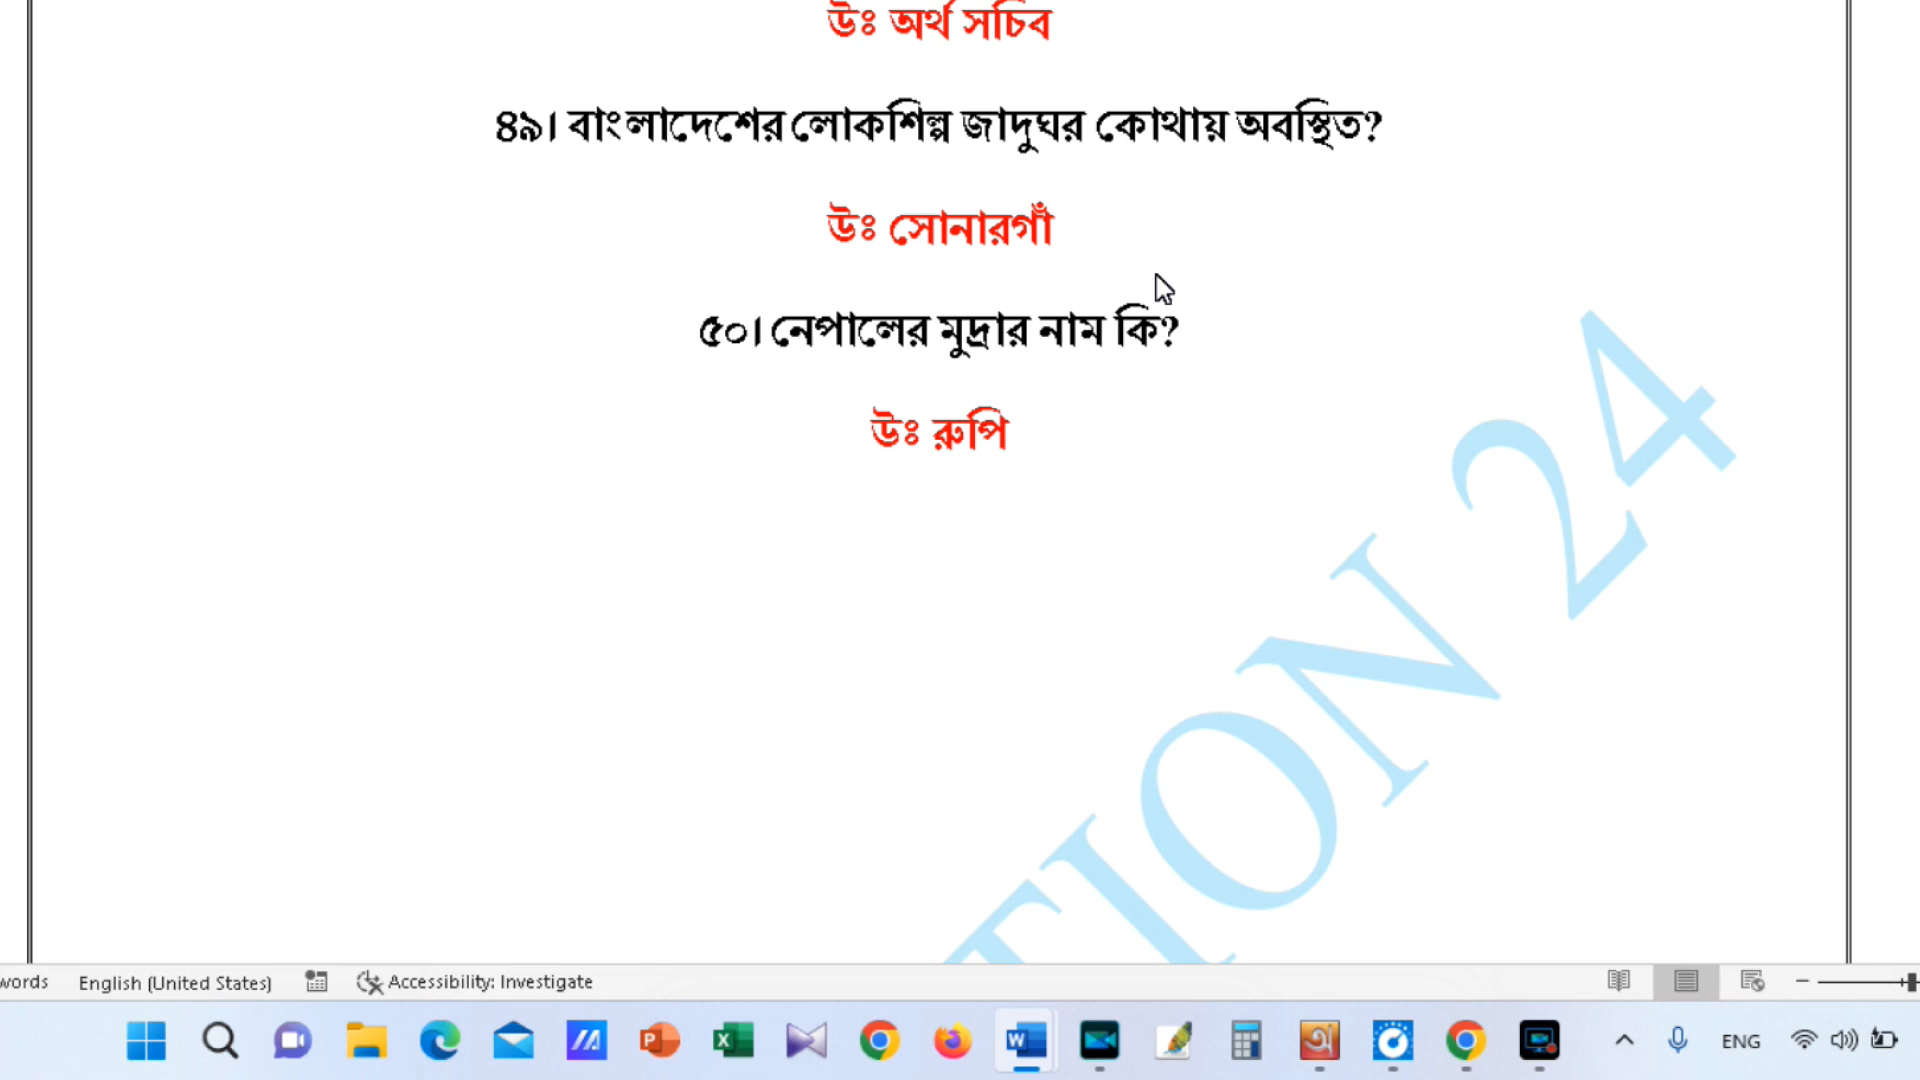 উঃ অর্থ সচিব
৪৯। বাংলাদেশের লোকশিল্প জাদুঘর কোথায় অবস্থিত?
উঃ সোনারগাঁ
৫০। নেপালের মুদ্রার নাম কি?
উঃ রুপি
TION 24
words English (United States) Accessibility: Investigate
ENG